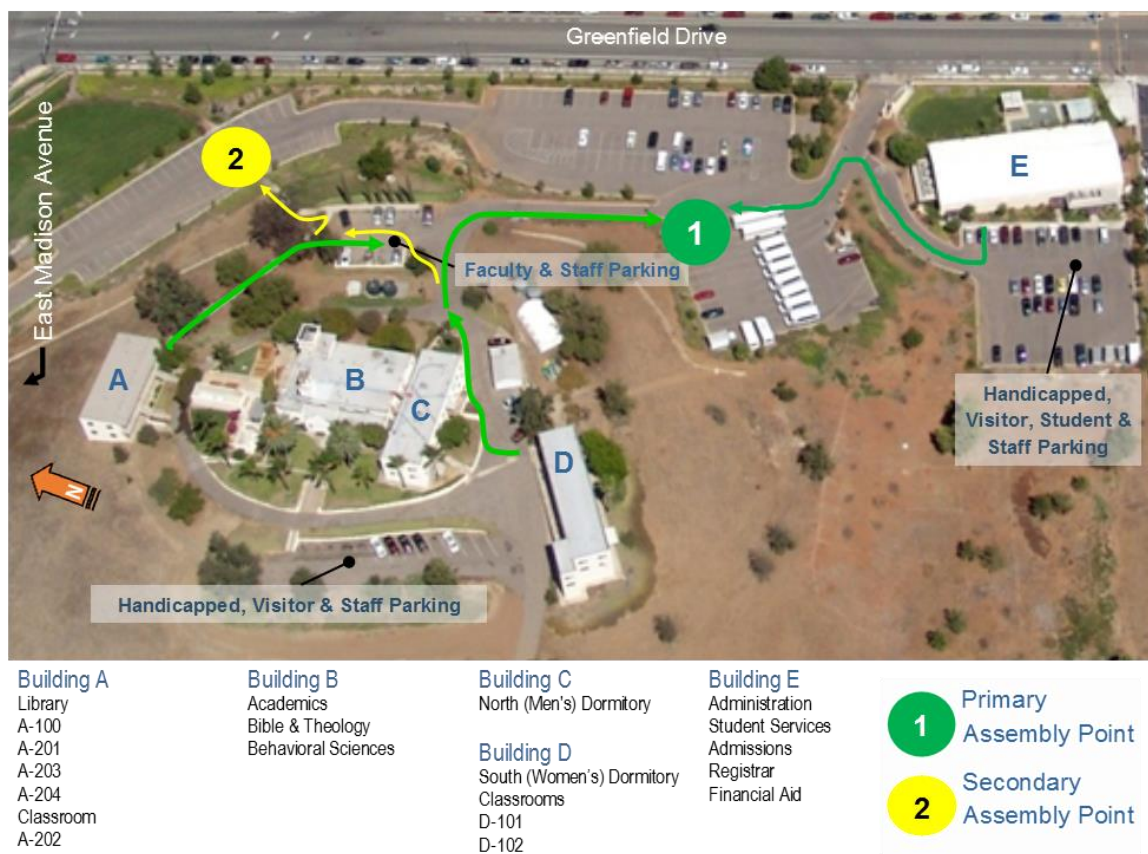 Greenfield Drive
East Madison Avenue
2
E
1
Faculty & Staff Parking
A
B
C
D
Handicapped,
Visitor, Student &
Staff Parking
N
Handicapped, Visitor & Staff Parking
Building A
Library
A-100
A-201
A-203
A-204
Classroom
A-202
Building B
Academics
Bible & Theology
Behavioral Sciences
Building C
North (Men's) Dormitory
Building D
South (Women's) Dormitory
Classrooms
D-101
D-102
Building E
Administration
Student Services
Admissions
Registrar
Financial Aid
1
Primary
Assembly Point
2
Secondary
Assembly Point